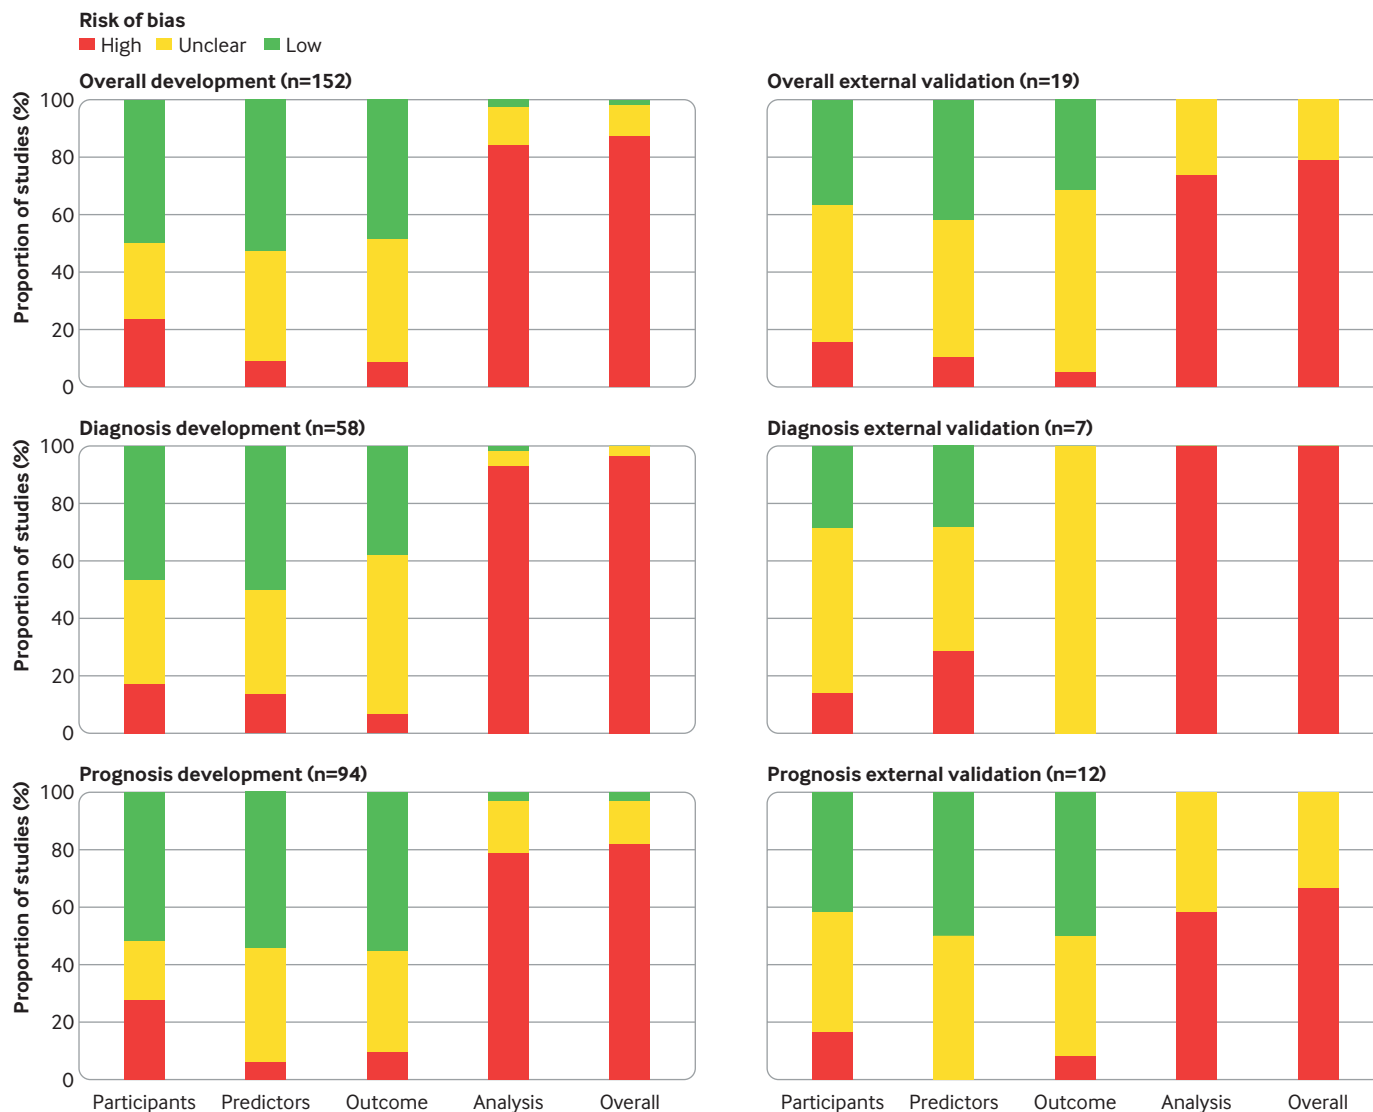 Risk of bias
High Unclear Low
Overall development (n=152)
Proportion of studies (%)
100
80
60
40
20
0
Overall external validation (n=19)
Diagnosis development (n=58)
Proportion of studies (%)
100
80
60
40
20
0
Diagnosis external validation (n=7)
Prognosis development (n=94)
Proportion of studies (%)
100
80
60
40
20
0
Participants Predictors Outcome Analysis Overall
Prognosis external validation (n=12)
Participants Predictors Outcome Analysis Overall